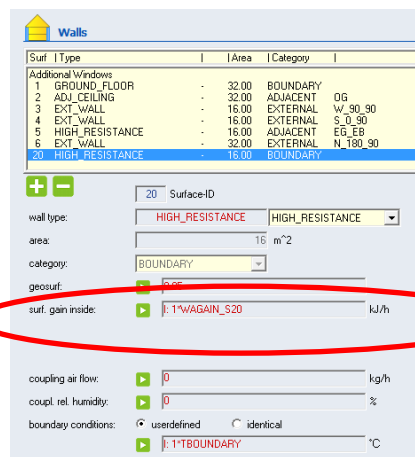 Walls
Surf | Type | | Area | Category |
Additional Windows
1 GROUND_FLOOR - 32.00 BOUNDARY
2 ADJ_CEILING - 32.00 ADJACENT OG
3 EXT_WALL - 16.00 EXTERNAL W_90_90
4 EXT_WALL - 16.00 EXTERNAL S_0_90
5 HIGH_RESISTANCE - 16.00 ADJACENT EG_EB
6 EXT_WALL - 16.00 EXTERNAL N_180_90
20 HIGH_RESISTANCE - 16.00 BOUNDARY
20 Surface-ID
wall type: HIGH_RESISTANCE HIGH_RESISTANCE
area: 16 m^2
category: BOUNDARY
geosurf:
surf. gain inside: I: 1*WAGAIN_S20 kJ/h
coupling air flow: 0 kg/h
coupl. rel. humidity: 0 %
boundary conditions: userdefined identical
I: 1*TBOUNDARY °C